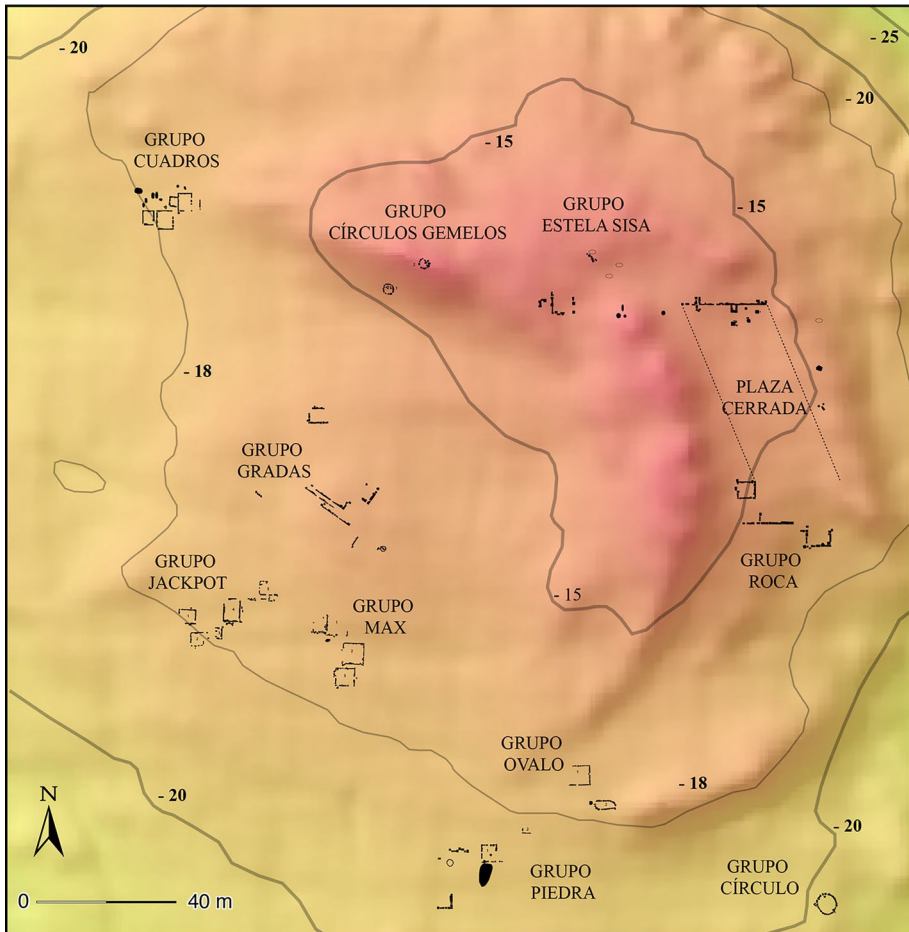 - 20
- 25
- 20
GRUPO
CUADROS
- 15
- 15
GRUPO
CÍRCULOS GEMELOS
GRUPO
ESTELA SISA
- 18
PLAZA
CERRADA
GRUPO
GRADAS
GRUPO
JACKPOT
GRUPO
MAX
- 15
GRUPO
ROCA
GRUPO
OVALO
- 18
- 20
- 20
N
GRUPO
PIEDRA
GRUPO
CÍRCULO
0 40 m